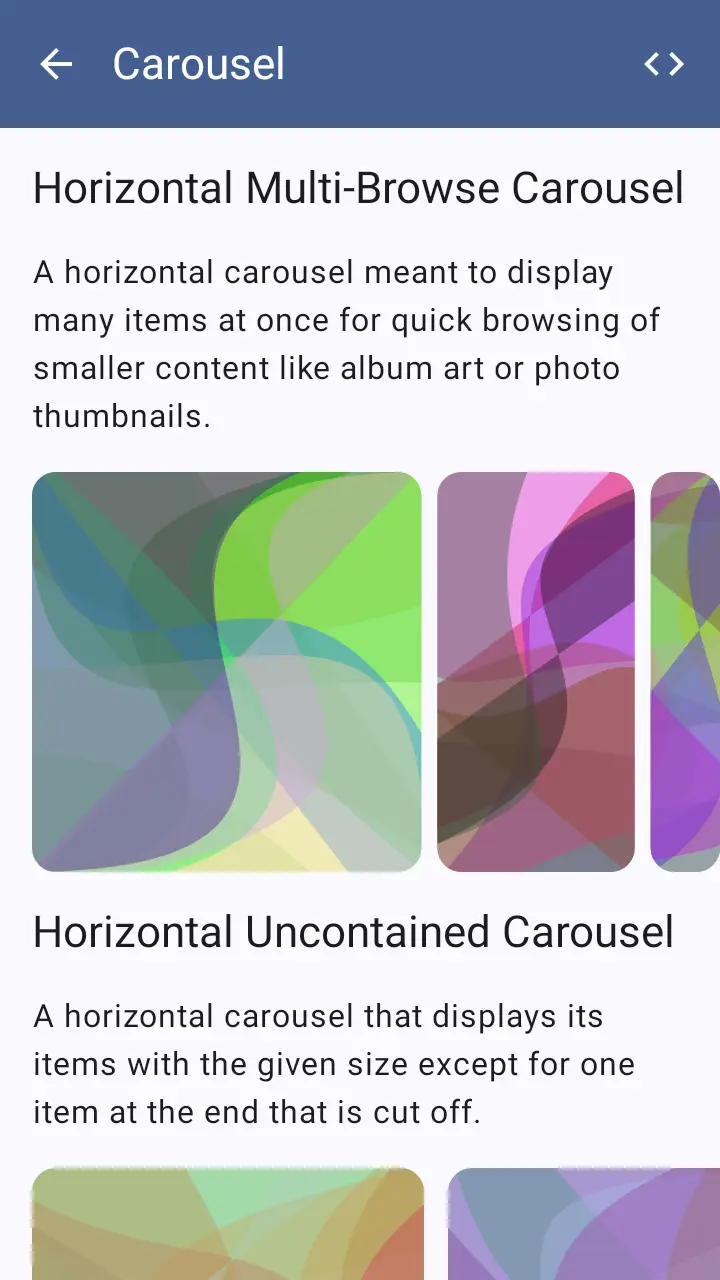 Carousel
Horizontal Multi-Browse Carousel
A horizontal carousel meant to display
many items at once for quick browsing of
smaller content like album art or photo
thumbnails.
Horizontal Uncontained Carousel
A horizontal carousel that displays its
items with the given size except for one
item at the end that is cut off.